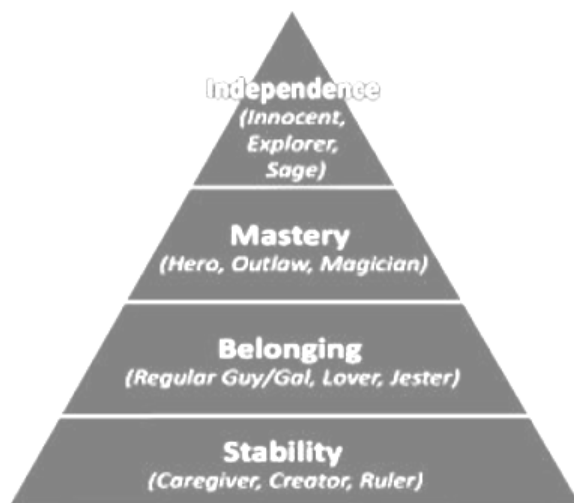 Independence
(Innocent,
Explorer,
Sage)
Mastery
(Hero, Outlaw, Magician)
Belonging
(Regular Guy/Gal, Lover, Jester)
Stability
(Caregiver, Creator, Ruler)